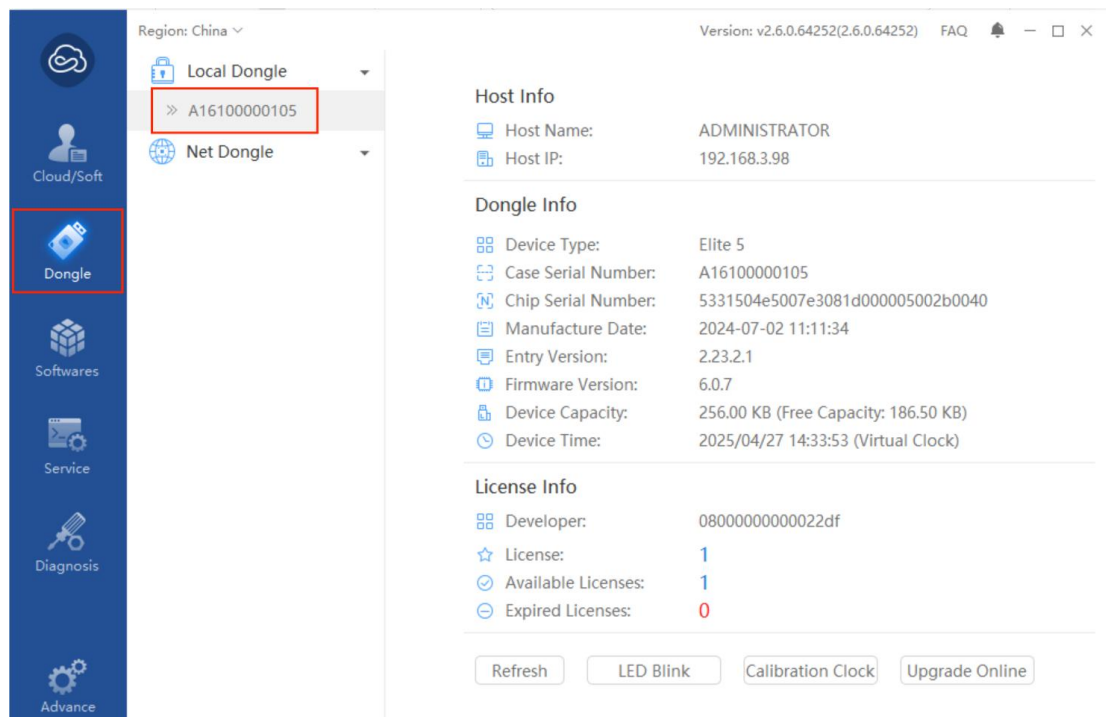 Region: China
Version: v2.6.0.64252(2.6.0.64252) FAQ
Cloud/Soft
Dongle
Softwares
Service
Diagnosis
Advance
Local Dongle
A16100000105
Net Dongle
Host Info
Host Name: ADMINISTRATOR
Host IP: 192.168.3.98
Dongle Info
Device Type: Elite 5
Case Serial Number: A16100000105
Chip Serial Number: 5331504e5007e3081d000005002b0040
Manufacture Date: 2024-07-02 11:11:34
Entry Version: 2.23.2.1
Firmware Version: 6.0.7
Device Capacity: 256.00 KB (Free Capacity: 186.50 KB)
Device Time: 2025/04/27 14:33:53 (Virtual Clock)
License Info
Developer: 08000000000022df
License: 1
Available Licenses: 1
Expired Licenses: 0
Refresh LED Blink Calibration Clock Upgrade Online